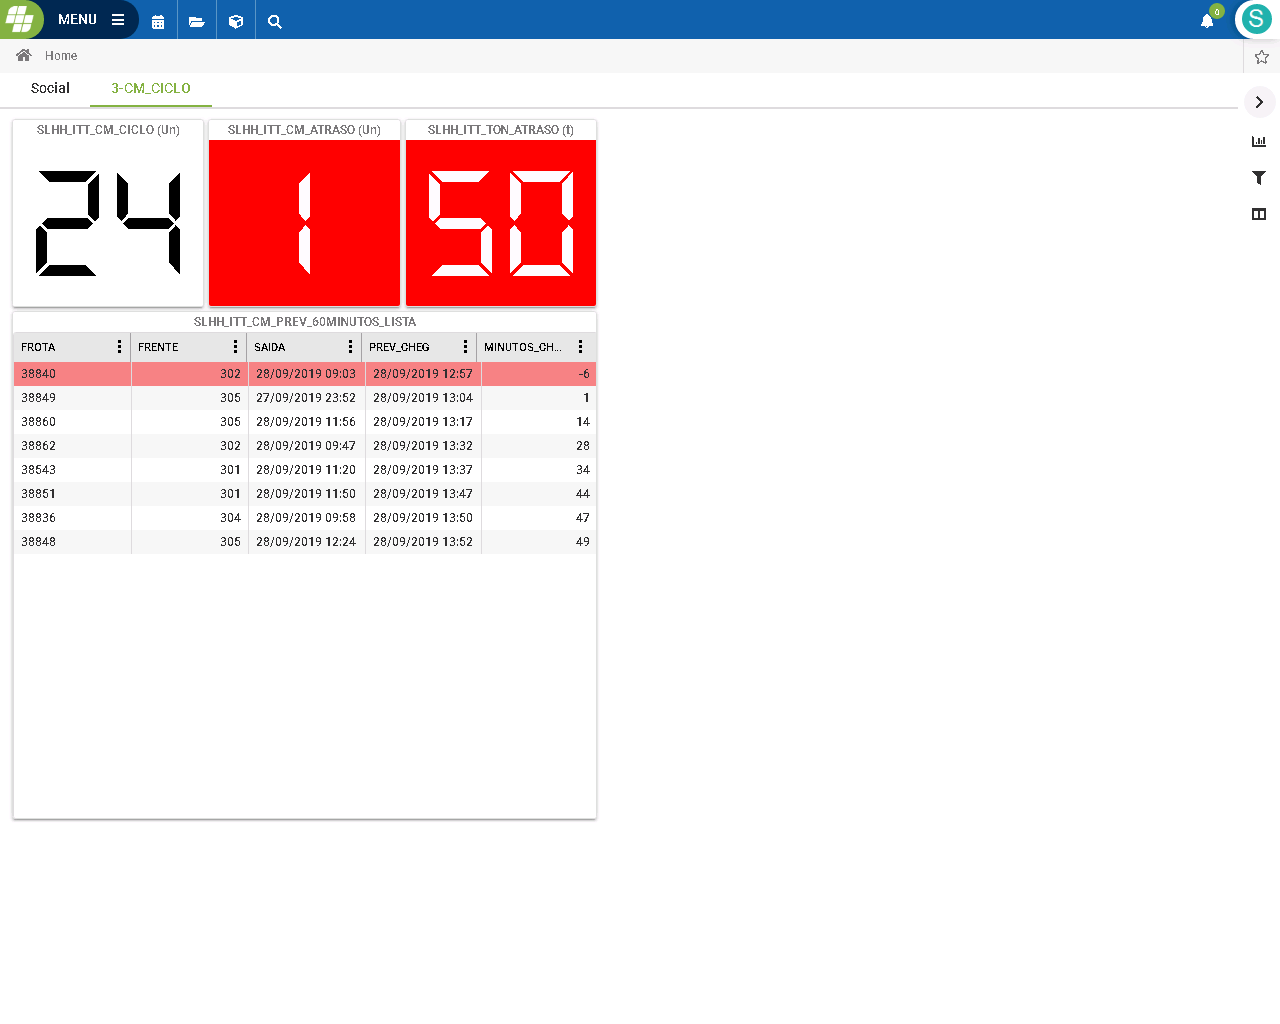 MENU
0
S
Home
Social 3-CM_CICLO
SLHH_ITT_CM_CICLO (Un) SLHH_ITT_CM_ATRASO (Un) SLHH_ITT_TON_ATRASO (t)
24 1 50
SLHH_ITT_CM_PREV_60MINUTOS_LISTA
FROTA FRENTE SAIDA PREV_CHEG MINUTOS_CH...
38840 302 28/09/2019 09:03 28/09/2019 12:57 -6
38849 305 27/09/2019 23:52 28/09/2019 13:04 1
38860 305 28/09/2019 11:56 28/09/2019 13:17 14
38862 302 28/09/2019 09:47 28/09/2019 13:32 28
38543 301 28/09/2019 11:20 28/09/2019 13:37 34
38851 301 28/09/2019 11:50 28/09/2019 13:47 44
38836 304 28/09/2019 09:58 28/09/2019 13:50 47
38848 305 28/09/2019 12:24 28/09/2019 13:52 49